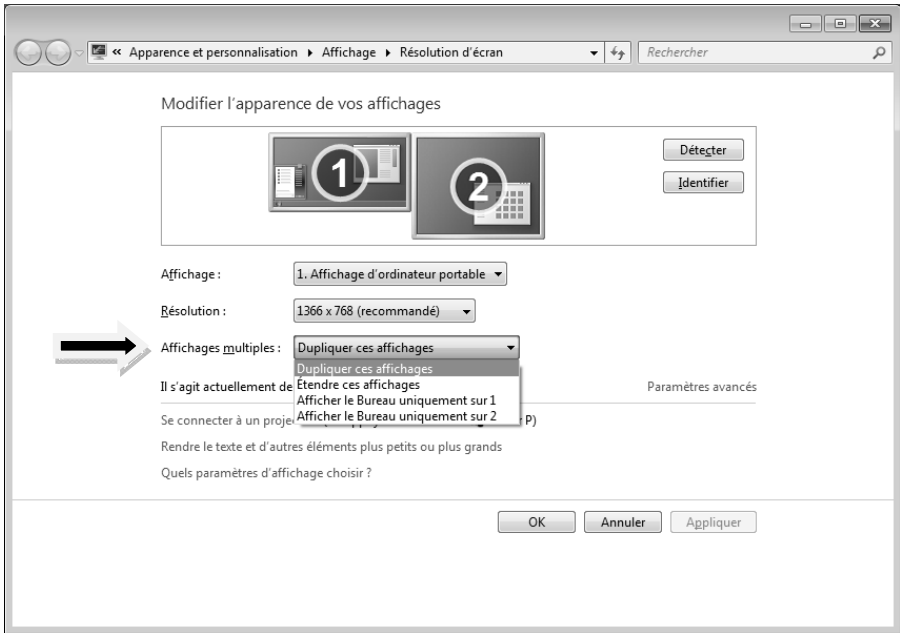 « Apparence et personnalisation ▸ Affichage ▸ Résolution d'écran Rechercher
Modifier l'apparence de vos affichages
1
2
Détecter
Identifier
Affichage : 1. Affichage d'ordinateur portable
Résolution : 1366 x 768 (recommandé)
Affichages multiples : Dupliquer ces affichages
Dupliquer ces affichages
Étendre ces affichages
Afficher le Bureau uniquement sur 1
Afficher le Bureau uniquement sur 2
Il s'agit actuellement de Paramètres avancés
Se connecter à un P)
Rendre le texte et d'autres éléments plus petits ou plus grands
Quels paramètres d'affichage choisir ?
OK Annuler Appliquer